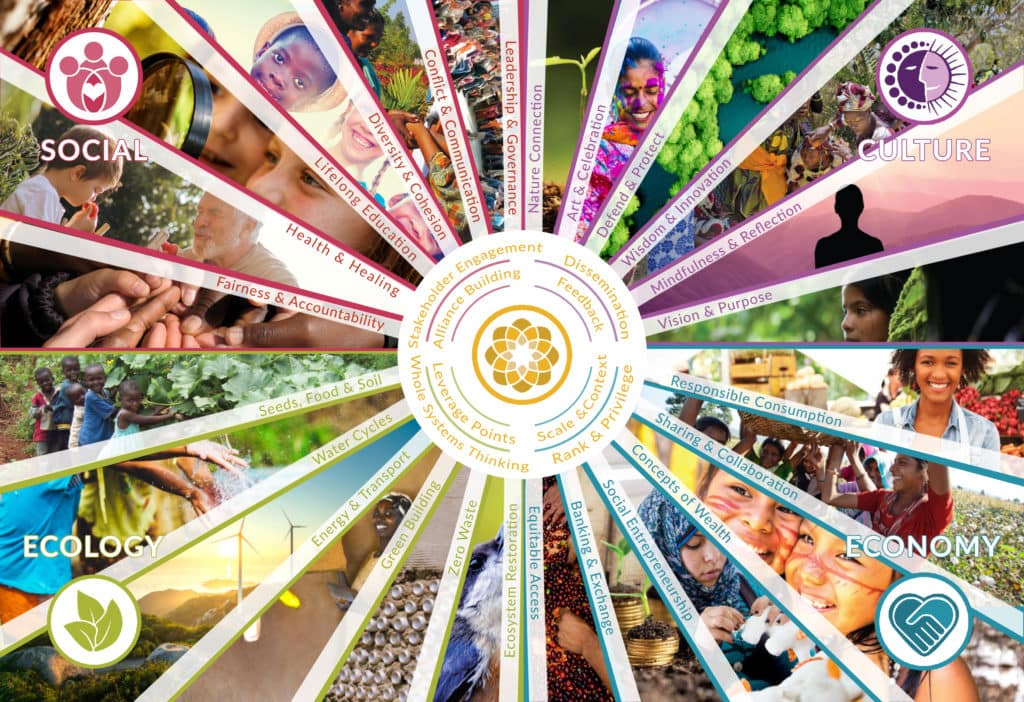 SOCIAL
Fairness & Accountability
Health & Healing
Lifelong Education
Diversity & Cohesion
Conflict & Communication
Leadership & Governance
CULTURE
Nature Connection
Art & Celebration
Defend & Protect
Wisdom & Innovation
Mindfulness & Reflection
Vision & Purpose
Stakeholder Engagement
Alliance Building
Dissemination
Feedback
Whole Systems Thinking
Leverage Points
Scale &Context
Rank & Privilege
ECOLOGY
Seeds, Food & Soil
Water Cycles
Energy & Transport
Green Building
Zero Waste
Ecosystem Restoration
ECONOMY
Equitable Access
Banking & Exchange
Social Entrepreneurship
Concepts of Wealth
Sharing & Collaboration
Responsible Consumption